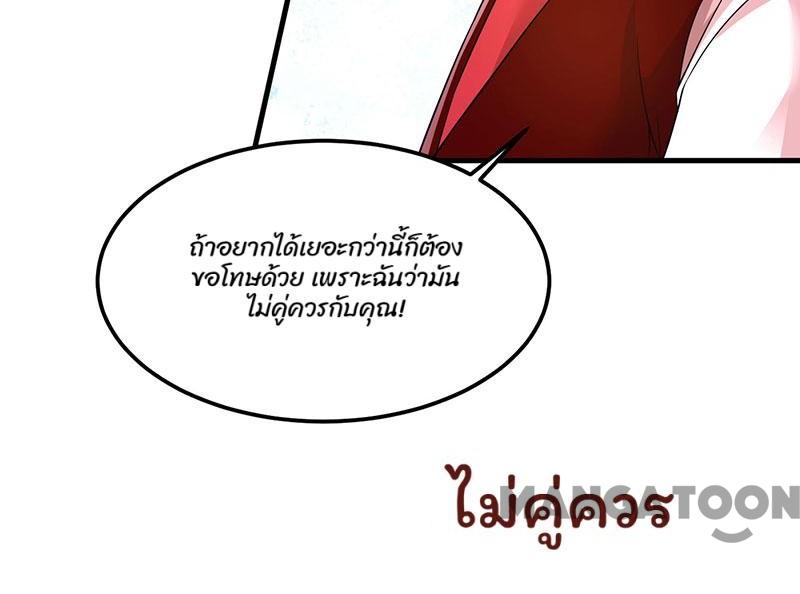 ถ้าอยากได้เยอะกว่านี้ก็ต้อง
ขอโทษด้วย เพราะฉันว่ามัน
ไม่คู่ควรกับคุณ!
ไม่คู่ควร
MANGATOON